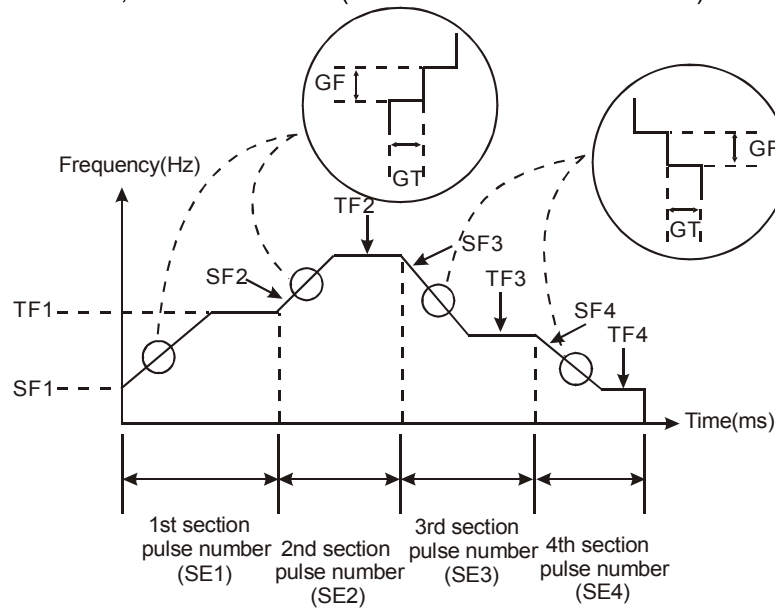 GF
GT
GF
GT
Frequency(Hz)
TF2
SF3
SF2
TF3
SF4
TF1
TF4
SF1
Time(ms)
1st section
pulse number
(SE1)
2nd section
pulse number
(SE2)
3rd section
pulse number
(SE3)
4th section
pulse number
(SE4)